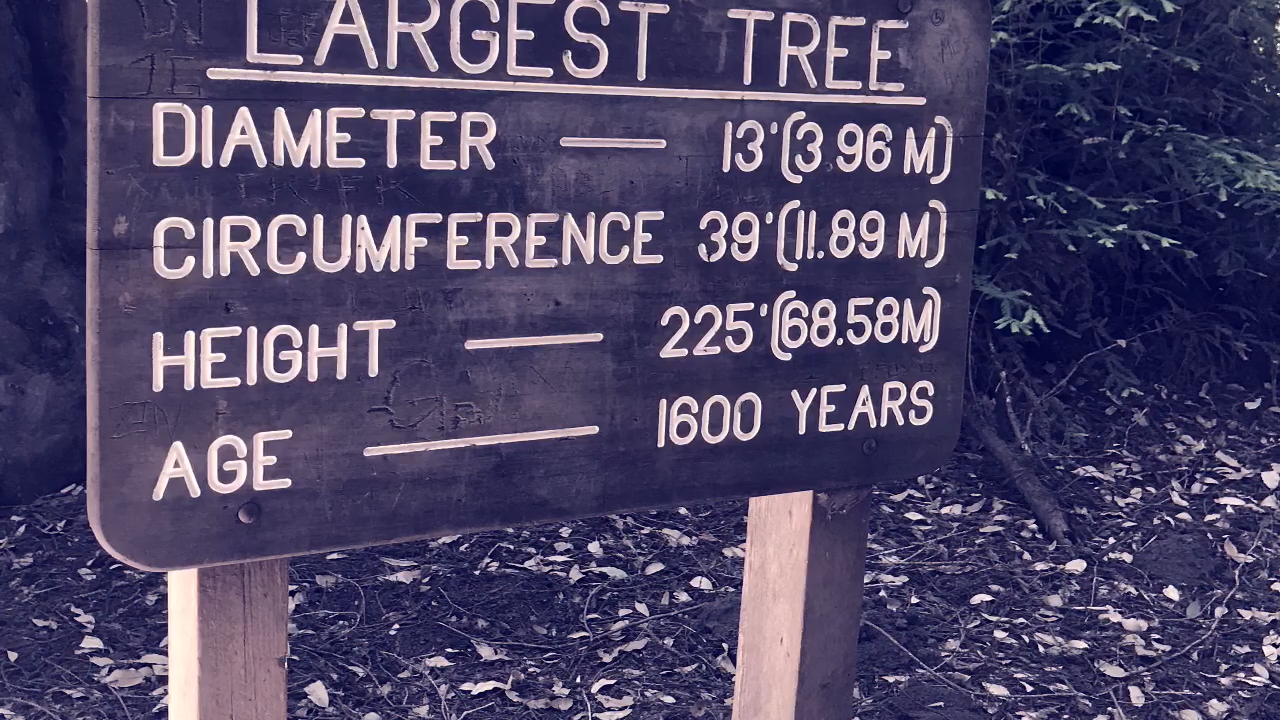 LARGEST TREE
DIAMETER — 13'(3.96 M)
CIRCUMFERENCE 39'(11.89 M)
HEIGHT — 225'(68.58M)
AGE — 1600 YEARS